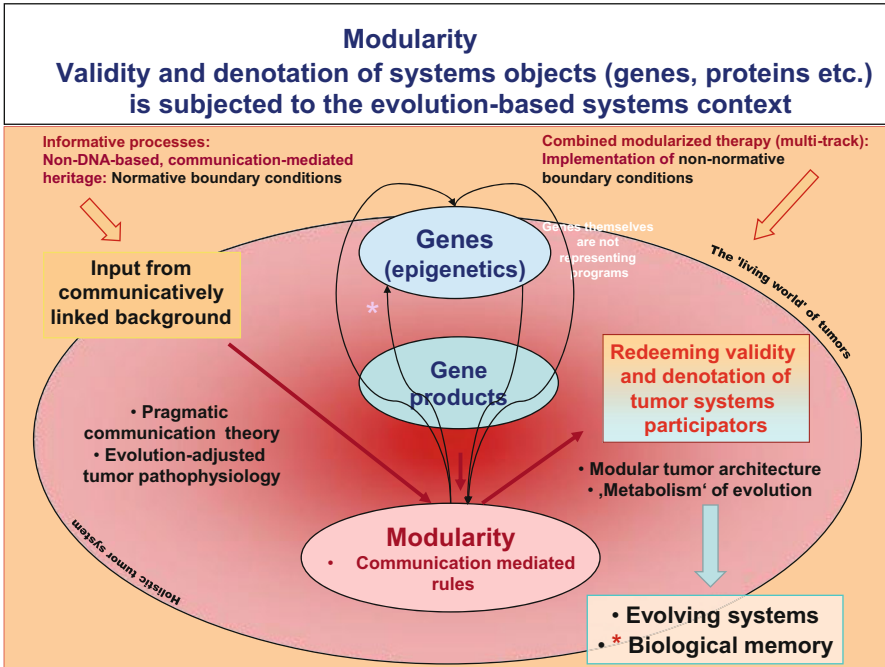 Modularity
Validity and denotation of systems objects (genes, proteins etc.)
is subjected to the evolution-based systems context
Informative processes:
Non-DNA-based, communication-mediated
heritage: Normative boundary conditions
Combined modularized therapy (multi-track):
Implementation of non-normative
boundary conditions
Genes
(epigenetics)
Genes themselves
are not
representing
programs
The 'living world' of tumors
Input from
communicatively
linked background
*
Gene
products
Redeeming validity
and denotation of
tumor systems
participators
• Pragmatic
communication theory
• Evolution-adjusted
tumor pathophysiology
• Modular tumor architecture
• ‚Metabolism‘ of evolution
Holistic tumor system
Modularity
• Communication mediated
rules
• Evolving systems
• * Biological memory